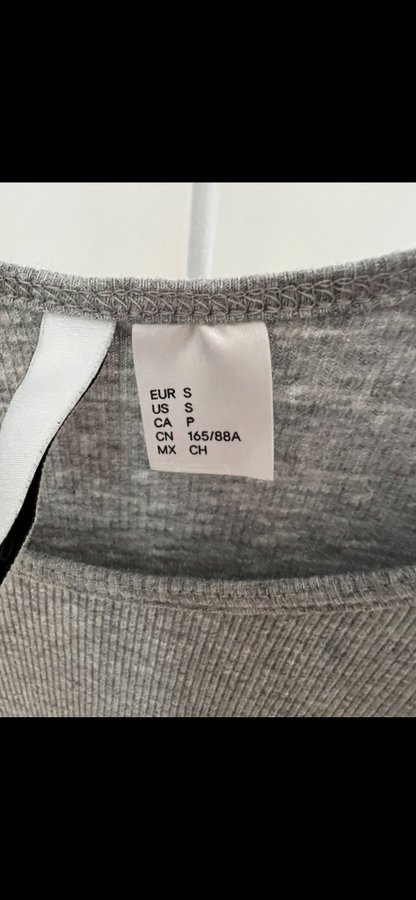 EUR S
US S
CA P
CN 165/88A
MX CH